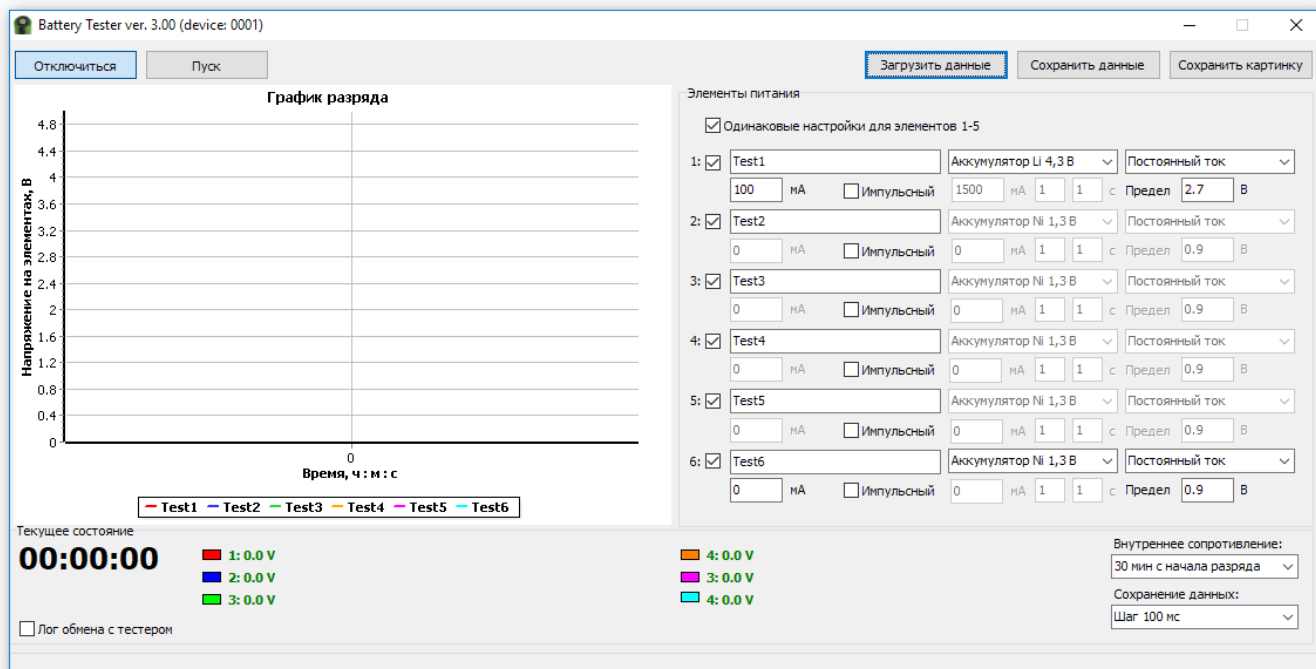 Battery Tester ver. 3.00 (device: 0001)
Отключиться Пуск Загрузить данные Сохранить данные Сохранить картинку
График разряда
Напряжение на элементах, В
4.8
4.4
4
3.6
3.2
2.8
2.4
2
1.6
1.2
0.8
0.4
0
0
Время, ч : м : с
Test1 Test2 Test3 Test4 Test5 Test6
Элементы питания
Одинаковые настройки для элементов 1-5
1: Test1 Аккумулятор Li 4,3 В Постоянный ток
100 мА Импульсный 1500 мА 1 1 с Предел 2.7 В
2: Test2 Аккумулятор Ni 1,3 В Постоянный ток
0 мА Импульсный 0 мА 1 1 с Предел 0.9 В
3: Test3 Аккумулятор Ni 1,3 В Постоянный ток
0 мА Импульсный 0 мА 1 1 с Предел 0.9 В
4: Test4 Аккумулятор Ni 1,3 В Постоянный ток
0 мА Импульсный 0 мА 1 1 с Предел 0.9 В
5: Test5 Аккумулятор Ni 1,3 В Постоянный ток
0 мА Импульсный 0 мА 1 1 с Предел 0.9 В
6: Test6 Аккумулятор Ni 1,3 В Постоянный ток
0 мА Импульсный 0 мА 1 1 с Предел 0.9 В
Текущее состояние
00:00:00
1: 0.0 V
2: 0.0 V
3: 0.0 V
4: 0.0 V
3: 0.0 V
4: 0.0 V
Внутреннее сопротивление:
30 мин с начала разряда
Сохранение данных:
Шаг 100 мс
Лог обмена с тестером